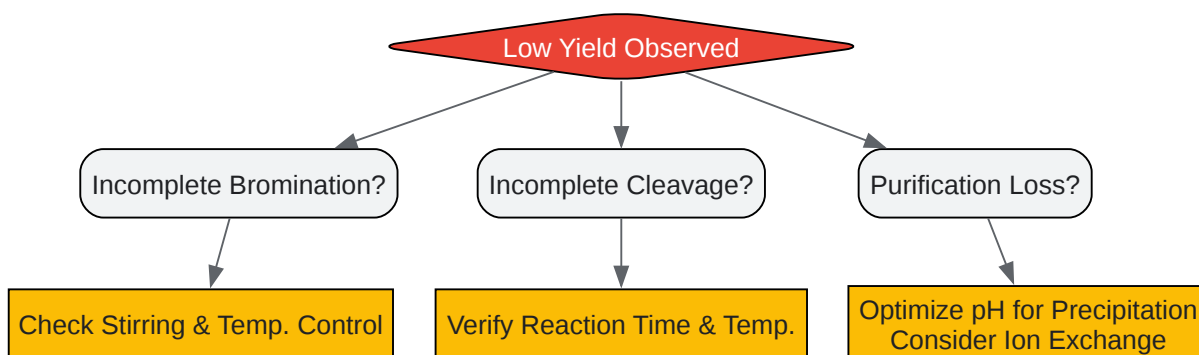 Low Yield Observed
Incomplete Bromination?
Incomplete Cleavage?
Purification Loss?
Check Stirring & Temp. Control
Verify Reaction Time & Temp.
Optimize pH for Precipitation
Consider Ion Exchange